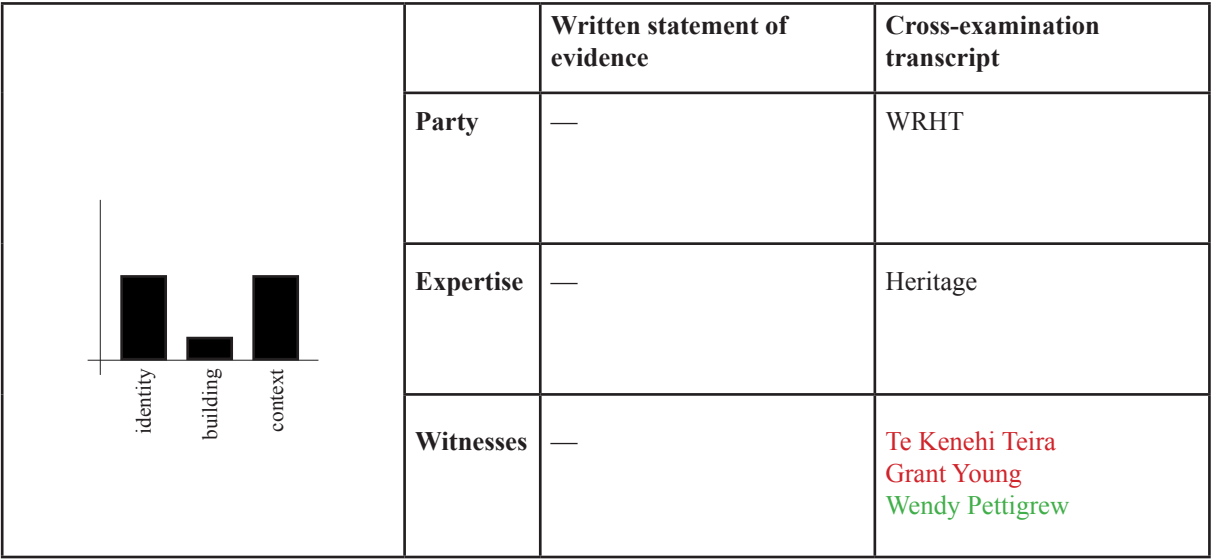 Written statement of
evidence
Cross-examination
transcript
Party
—
WRHT
Expertise
—
Heritage
Witnesses
—
Te Kenehi Teira
Grant Young
Wendy Pettigrew
identity
building
context